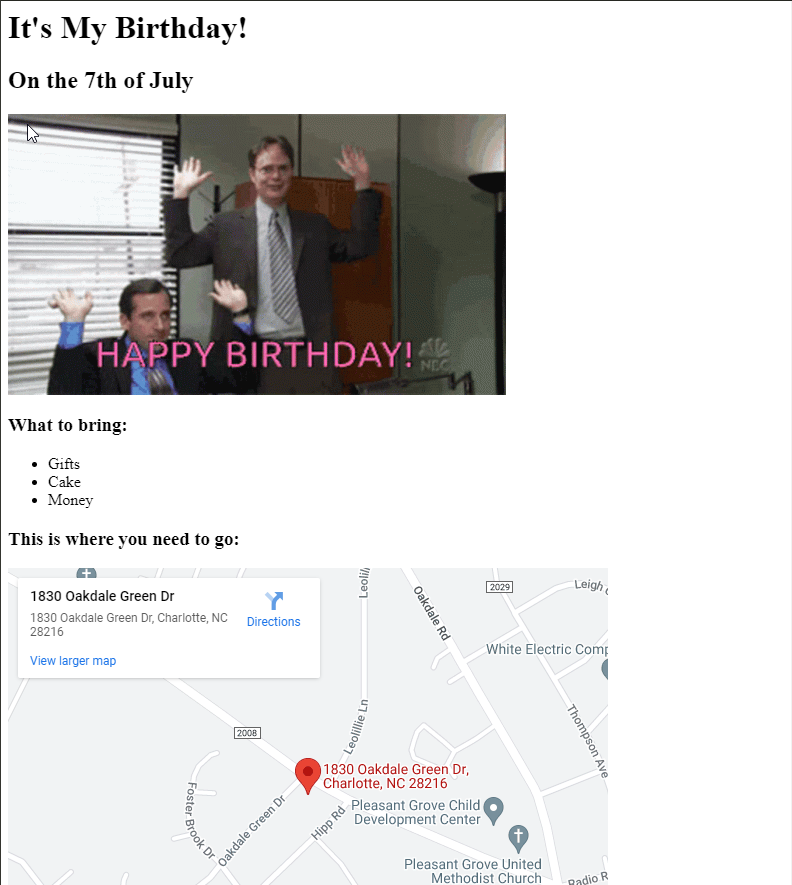 It's My Birthday!
On the 7th of July
HAPPY BIRTHDAY!
NBC
What to bring:
Gifts
Cake
Money
This is where you need to go:
1830 Oakdale Green Dr
1830 Oakdale Green Dr, Charlotte, NC
28216
Directions
View larger map
Leolilli
Oakdale Rd
2029
Leigh
White Electric Comp
2008
Leolillie Ln
Thompson Ave
1830 Oakdale Green Dr,
Charlotte, NC 28216
Foster Brook Dr
Oakdale Green Dr
Hipp Rd
Pleasant Grove Child
Development Center
Pleasant Grove United
Methodist Church
Radio R